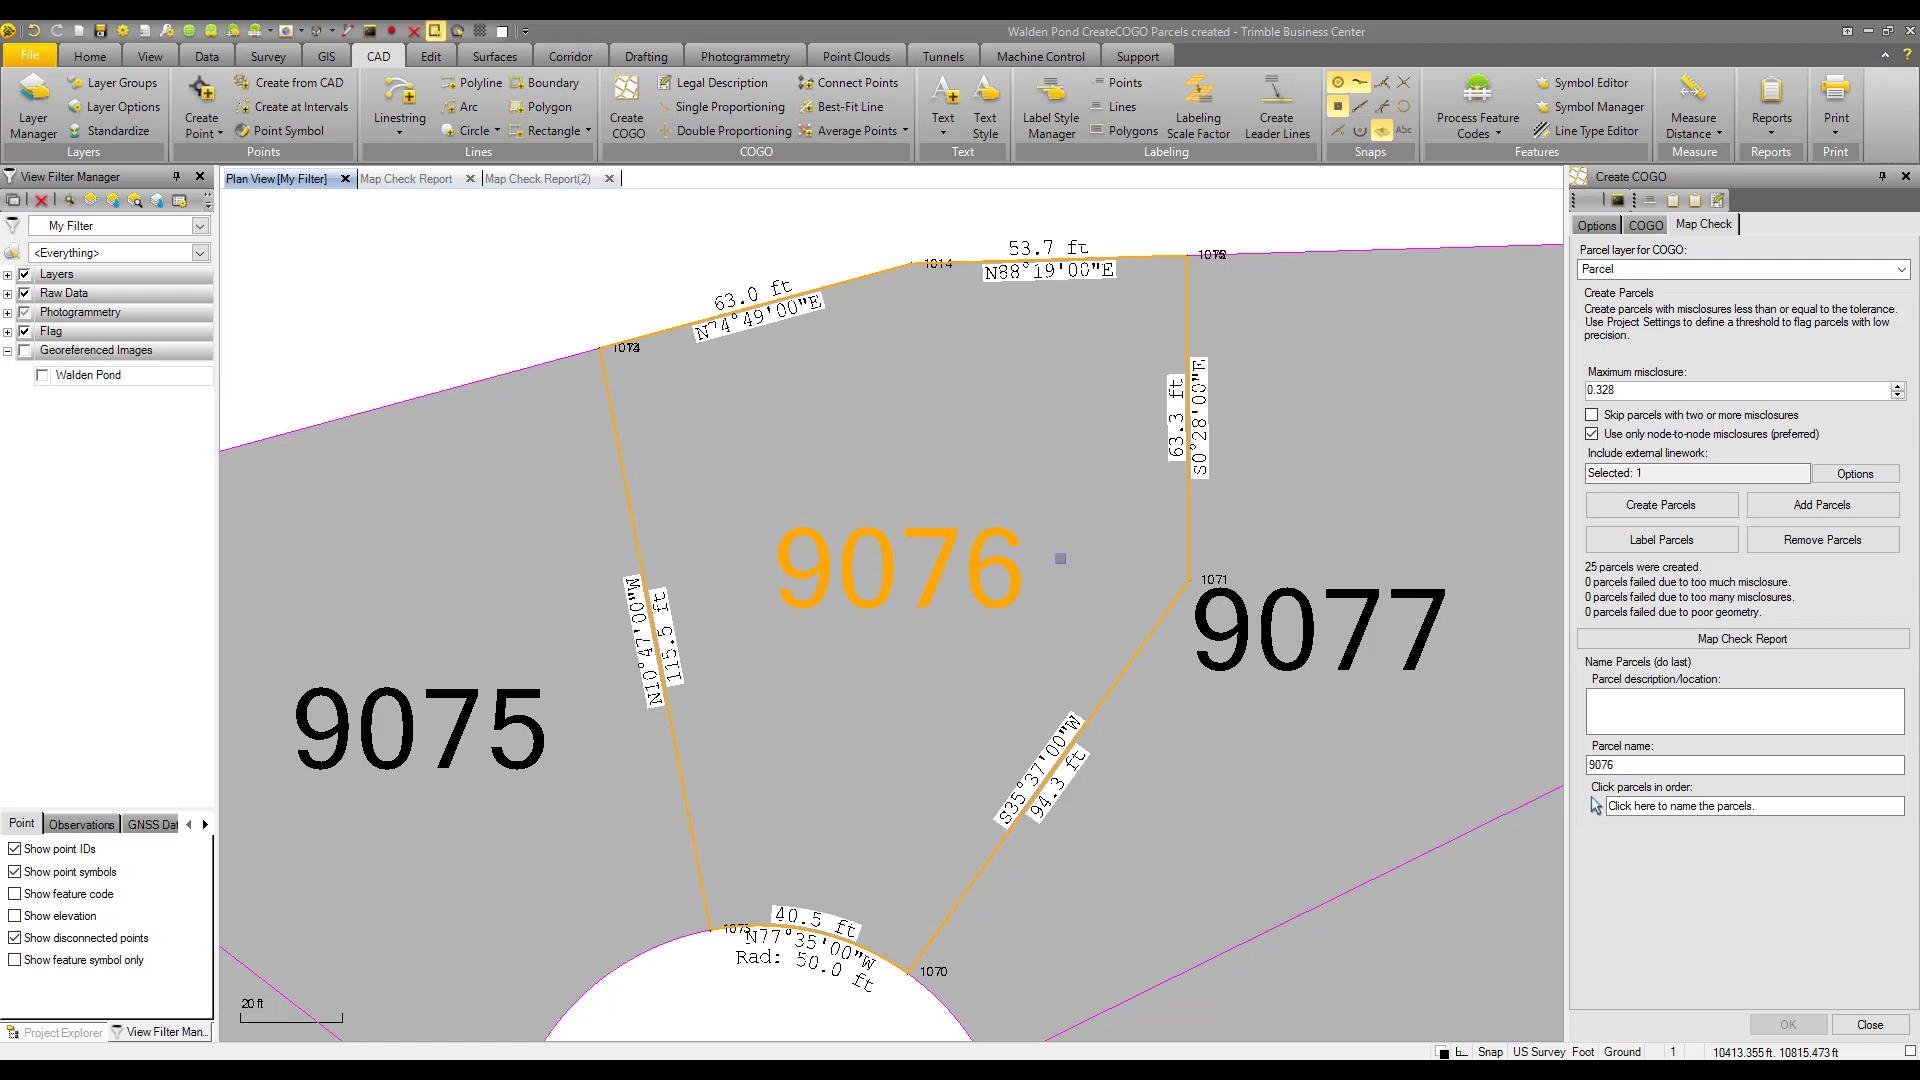 Walden Pond CreateCOGO Parcels created - Trimble Business Center
File Home View Data Survey GIS CAD Edit Surfaces Corridor Drafting Photogrammetry Point Clouds Tunnels Machine Control Support
Layer Manager
Layer Groups
Layer Options
Standardize
Layers
Create Point
Create from CAD
Create at Intervals
Point Symbol
Points
Linestring
Polyline
Arc
Circle
Boundary
Polygon
Rectangle
Lines
Create COGO
Legal Description
Single Proportioning
Double Proportioning
Connect Points
Best-Fit Line
Average Points
COGO
Text
Text Style
Text
Label Style Manager
Points
Lines
Polygons
Labeling Scale Factor
Create Leader Lines
Labeling
Abc
Snaps
Process Feature Codes
Symbol Editor
Symbol Manager
Line Type Editor
Features
Measure Distance
Measure
Reports
Reports
Print
Print
View Filter Manager
My Filter
<Everything>
Layers
Raw Data
Photogrammetry
Flag
Georeferenced Images
Walden Pond
Point Observations GNSS Dat
Show point IDs
Show point symbols
Show feature code
Show elevation
Show disconnected points
Show feature symbol only
Project Explorer View Filter Man...
Plan View [My Filter] Map Check Report Map Check Report(2)
53.7 ft
N88°19'00"E
1014
63.0 ft
N74°49'00"E
63.3 ft
S0°28'00"E
9076
1071
9077
N10°47'00"W
115.5 ft
9075
S35°37'00"W
94.3 ft
40.5 ft
N77°35'00"W
Rad: 50.0 ft
1070
20 ft
Create COGO
Options COGO Map Check
Parcel layer for COGO:
Parcel
Create Parcels
Create parcels with misclosures less than or equal to the tolerance.
Use Project Settings to define a threshold to flag parcels with low
precision.
Maximum misclosure:
0.328
Skip parcels with two or more misclosures
Use only node-to-node misclosures (preferred)
Include external linework:
Selected: 1 Options
Create Parcels Add Parcels
Label Parcels Remove Parcels
25 parcels were created.
0 parcels failed due to too much misclosure.
0 parcels failed due to too many misclosures.
0 parcels failed due to poor geometry.
Map Check Report
Name Parcels (do last)
Parcel description/location:
Parcel name:
9076
Click parcels in order:
Click here to name the parcels.
OK Close
Snap US Survey Foot Ground 1 10413.355 ft. 10815.473 ft